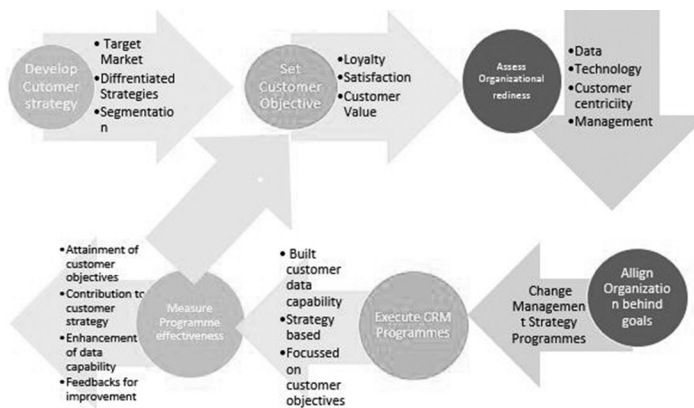 Develop
Cutomer
strategy
• Target
Market
• Diffrentiated
Strategies
• Segmentatio
n
Set
Customer
Objective
• Loyalty
• Satisfaction
• Customer
Value
Assess
Organizational
rediness
• Data
• Technology
• Customer
centriciity
• Management
Allign
Organizatio
n behind
goals
Change
Managemen
t Strategy
Programmes
Execute CRM
Programmes
• Built
customer
data
capability
• Strategy
based
• Focussed
on
customer
objectives
Measure
Programme
effectiveness
• Attainment of
customer
objectives
• Contribution to
customer
strategy
• Enhancement
of data
capability
• Feedbacks for
improvement